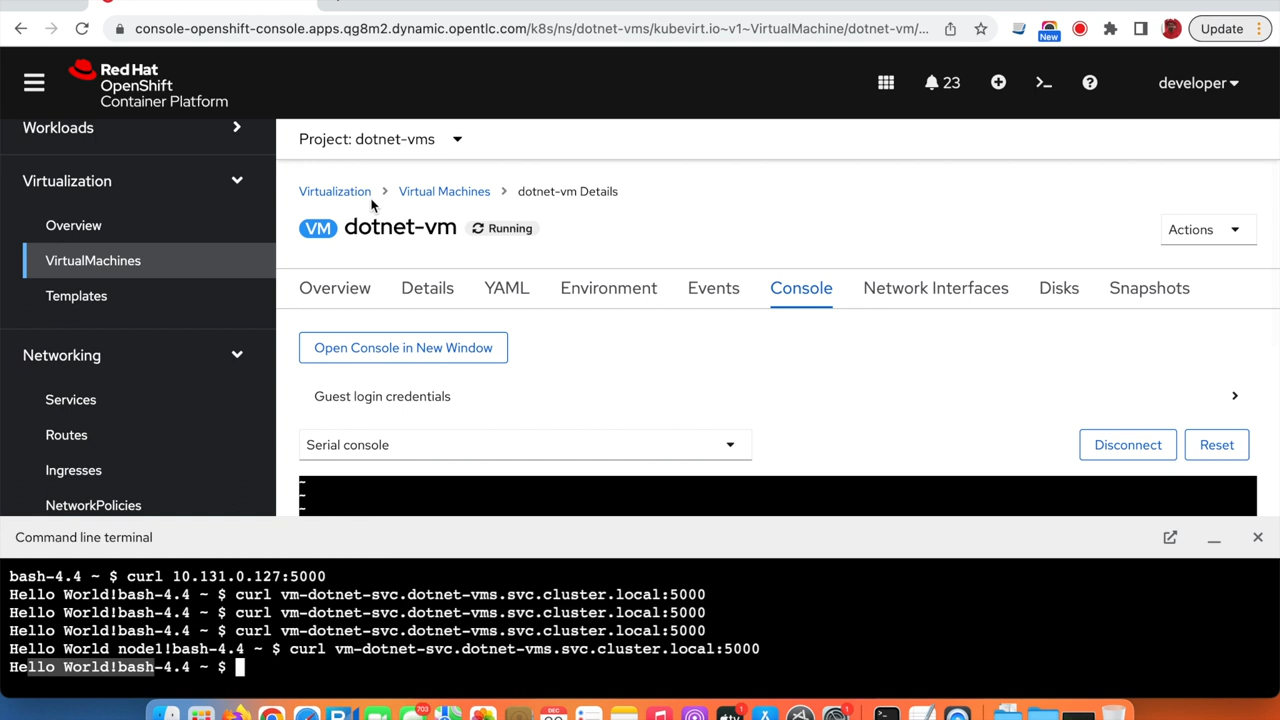 console-openshift-console.apps.qg8m2.dynamic.opentlc.com/k8s/ns/dotnet-vms/kubevirt.io~v1~VirtualMachine/dotnet-vm/...
New
Update
Red Hat
OpenShift
Container Platform
23
developer
Workloads
Virtualization
Overview
VirtualMachines
Templates
Networking
Services
Routes
Ingresses
NetworkPolicies
Project: dotnet-vms
Virtualization > Virtual Machines > dotnet-vm Details
VM dotnet-vm Running
Actions
Overview Details YAML Environment Events Console Network Interfaces Disks Snapshots
Open Console in New Window
Guest login credentials
Serial console
Disconnect Reset
~
~
~
Command line terminal
bash-4.4 ~ $ curl 10.131.0.127:5000
Hello World!bash-4.4 ~ $ curl vm-dotnet-svc.dotnet-vms.svc.cluster.local:5000
Hello World!bash-4.4 ~ $ curl vm-dotnet-svc.dotnet-vms.svc.cluster.local:5000
Hello World!bash-4.4 ~ $ curl vm-dotnet-svc.dotnet-vms.svc.cluster.local:5000
Hello World node1!bash-4.4 ~ $ curl vm-dotnet-svc.dotnet-vms.svc.cluster.local:5000
Hello World!bash-4.4 ~ $
703
DEC
1
1